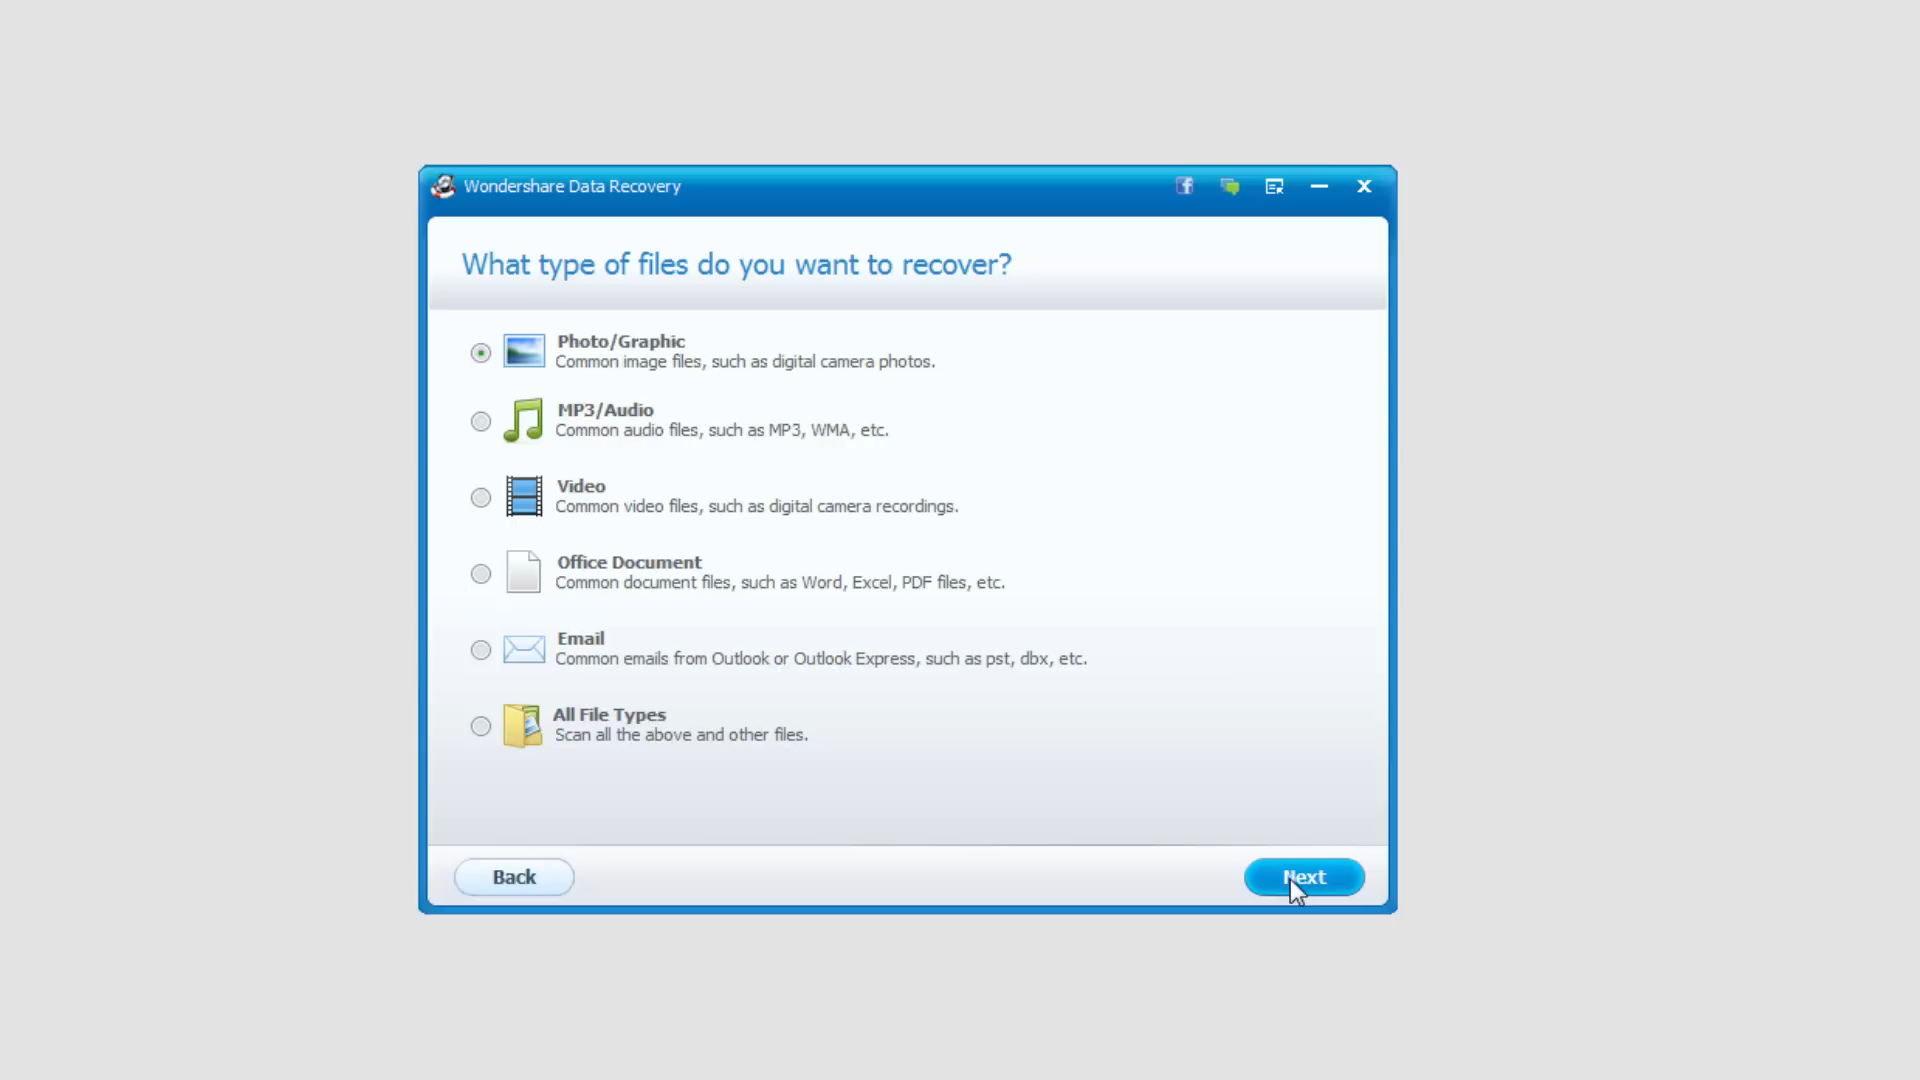 Wondershare Data Recovery
What type of files do you want to recover?
Photo/Graphic
Common image files, such as digital camera photos.
MP3/Audio
Common audio files, such as MP3, WMA, etc.
Video
Common video files, such as digital camera recordings.
Office Document
Common document files, such as Word, Excel, PDF files, etc.
Email
Common emails from Outlook or Outlook Express, such as pst, dbx, etc.
All File Types
Scan all the above and other files.
Back
Next